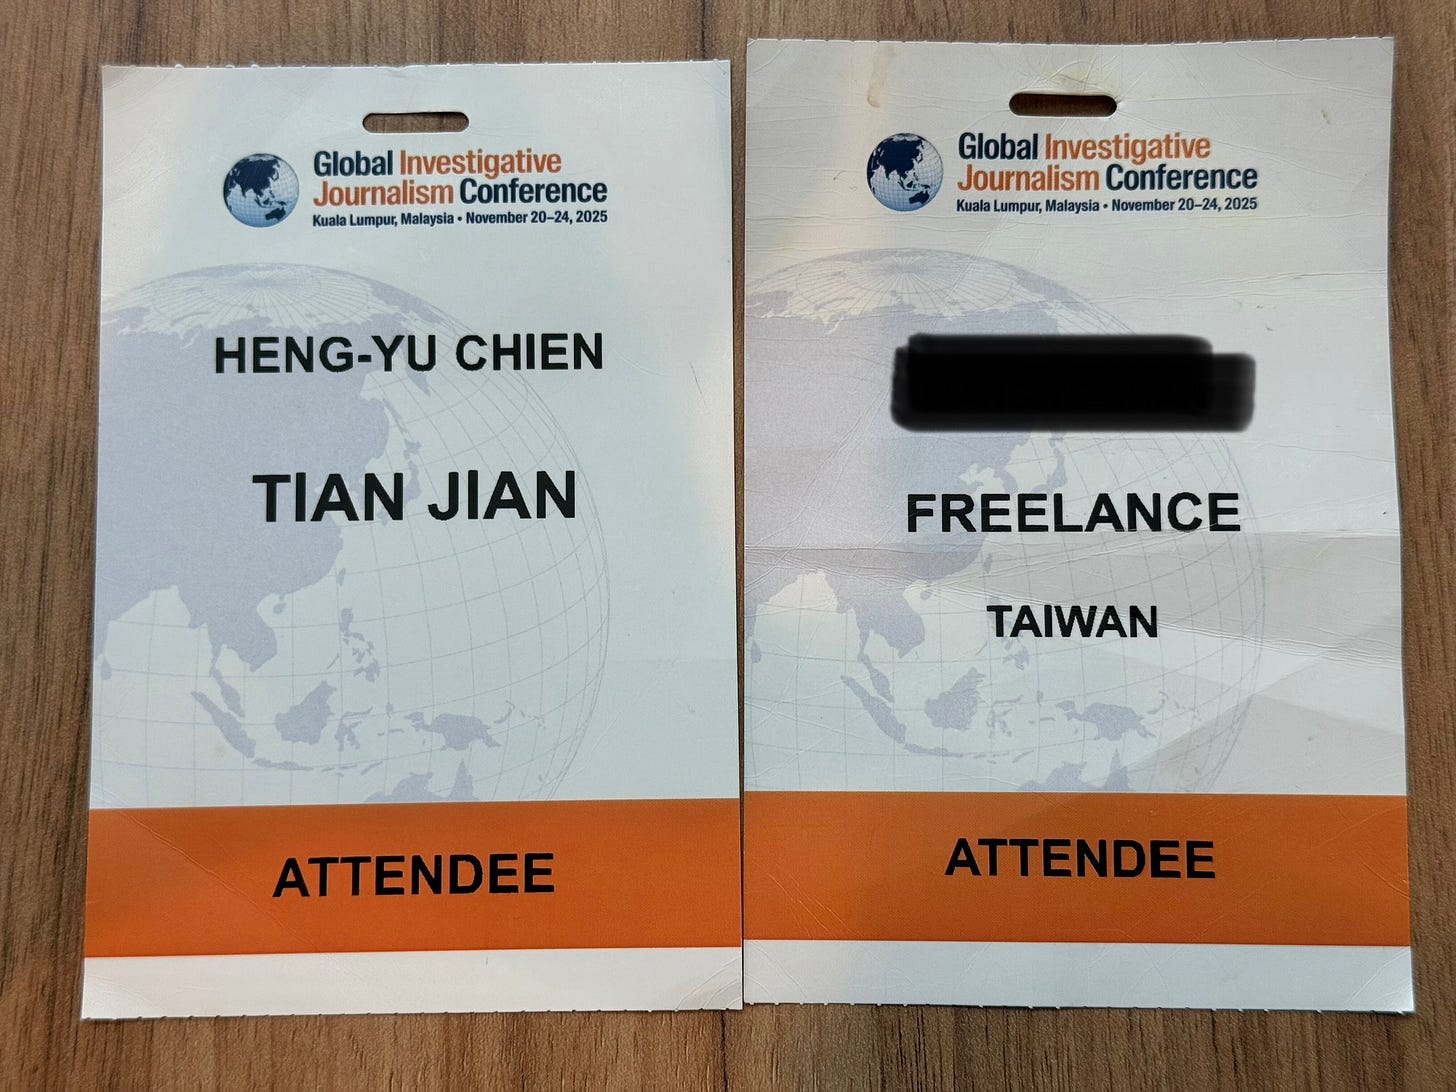 Global Investigative
Journalism Conference
Kuala Lumpur, Malaysia • November 20–24, 2025
HENG-YU CHIEN
TIAN JIAN
ATTENDEE
Global Investigative
Journalism Conference
Kuala Lumpur, Malaysia • November 20–24, 2025
FREELANCE
TAIWAN
ATTENDEE